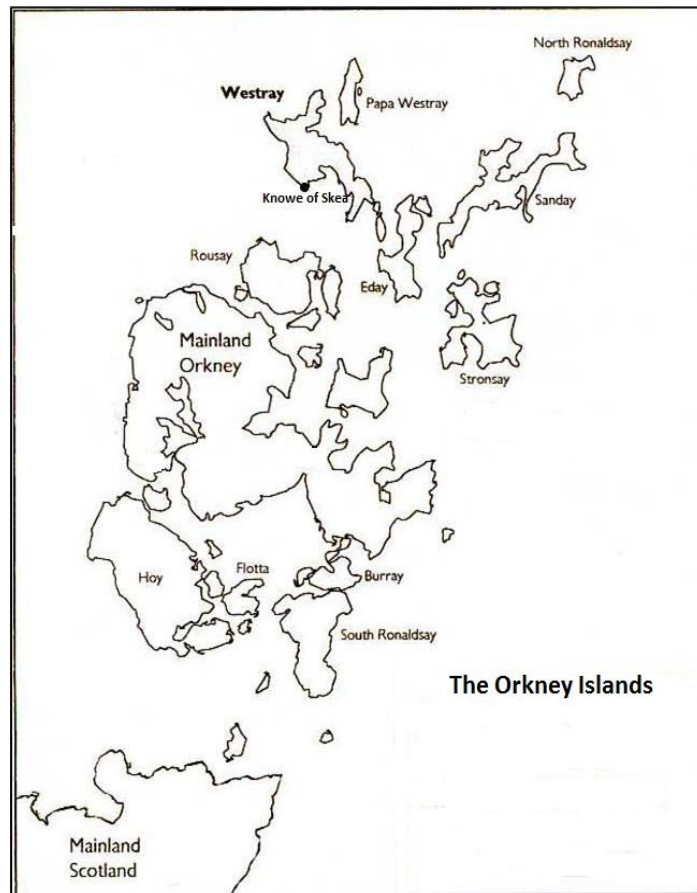 North Ronaldsay
Westray
Papa Westray
Knowe of Skea
Sanday
Rousay
Eday
Mainland
Orkney
Stronsay
Hoy
Flotta
Burray
South Ronaldsay
The Orkney Islands
Mainland
Scotland